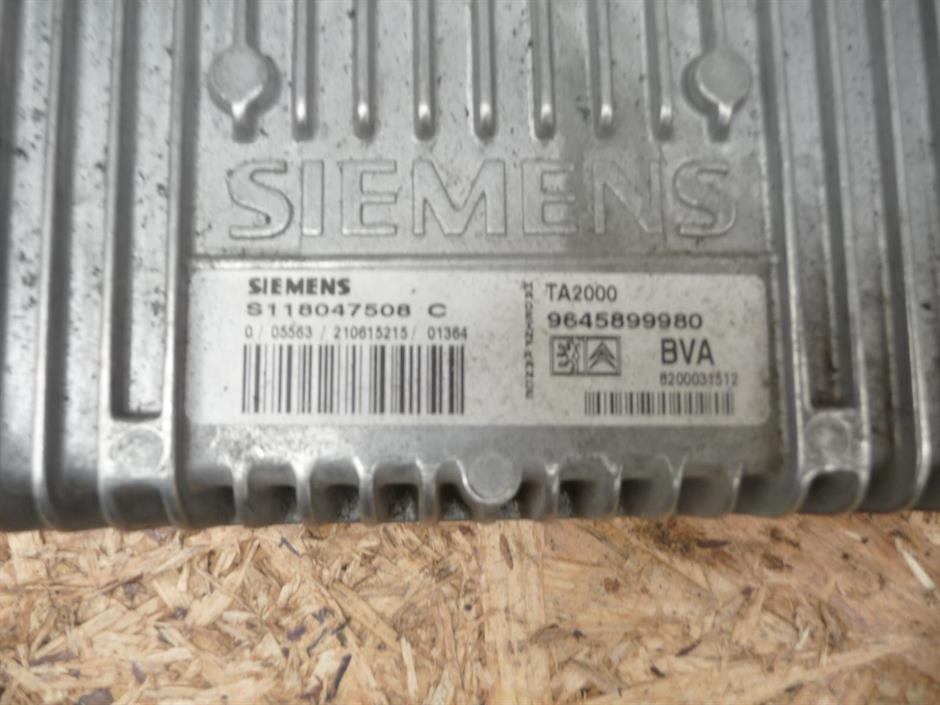 SIEMENS
SIEMENS
S118047508 C
0 / 05563 / 210615215 / 01364
TA2000
9645899980
BVA
8200031512